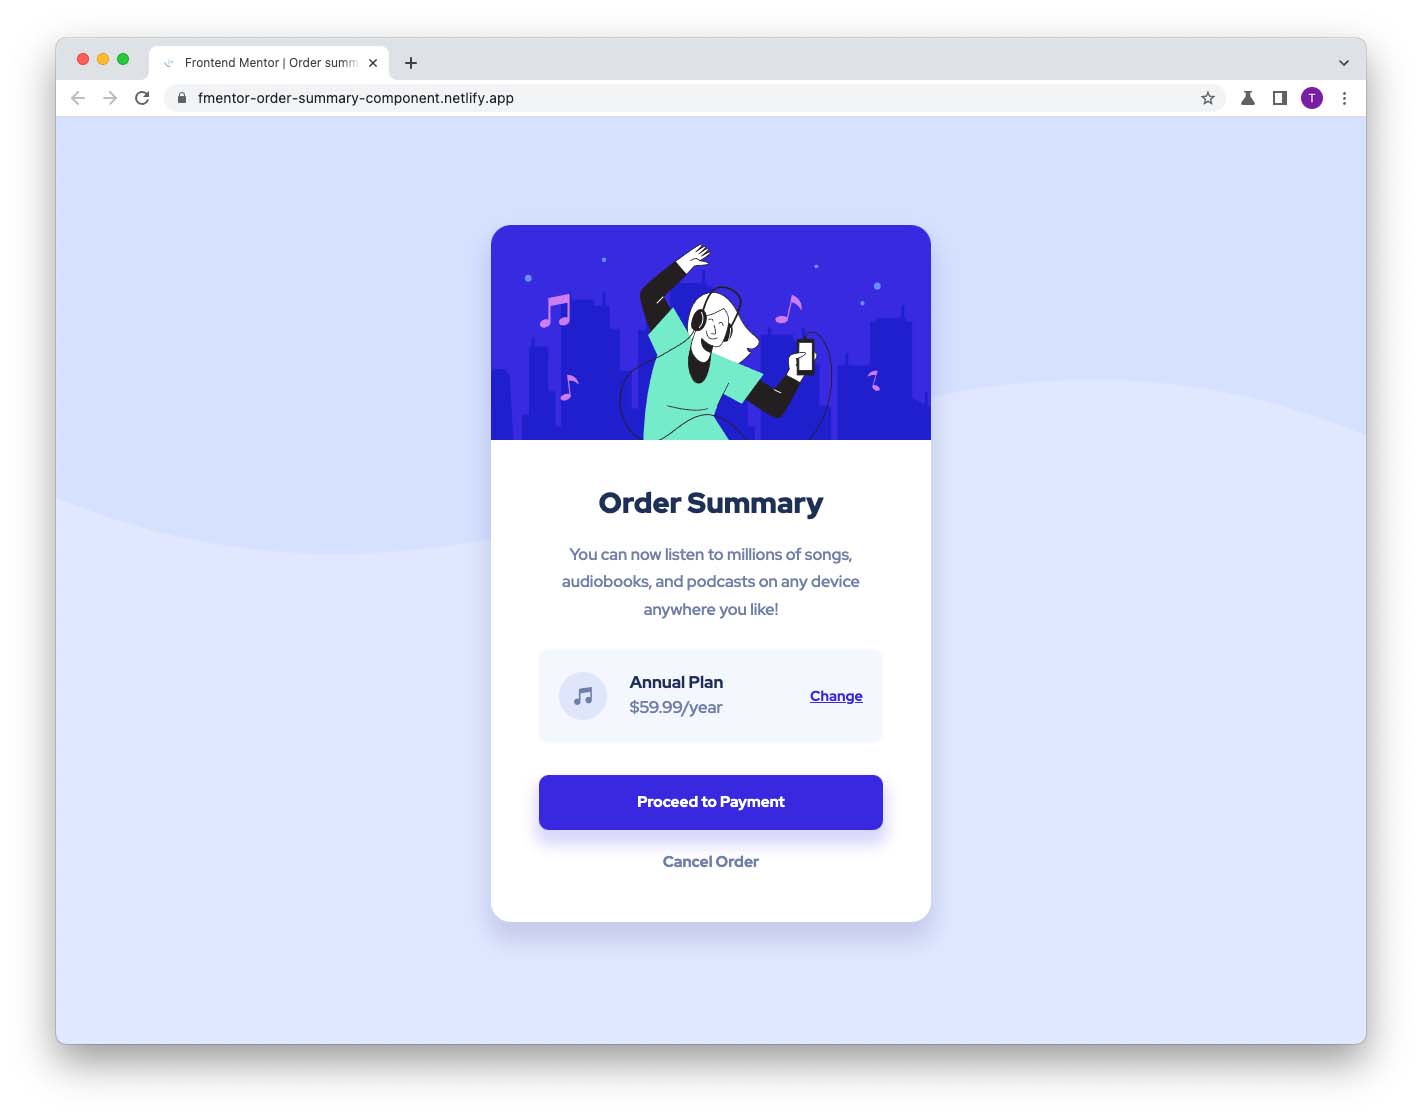 Frontend Mentor | Order summ
fmentor-order-summary-component.netlify.app
T
Order Summary
You can now listen to millions of songs,
audiobooks, and podcasts on any device
anywhere you like!
Annual Plan
$59.99/year
Change
Proceed to Payment
Cancel Order